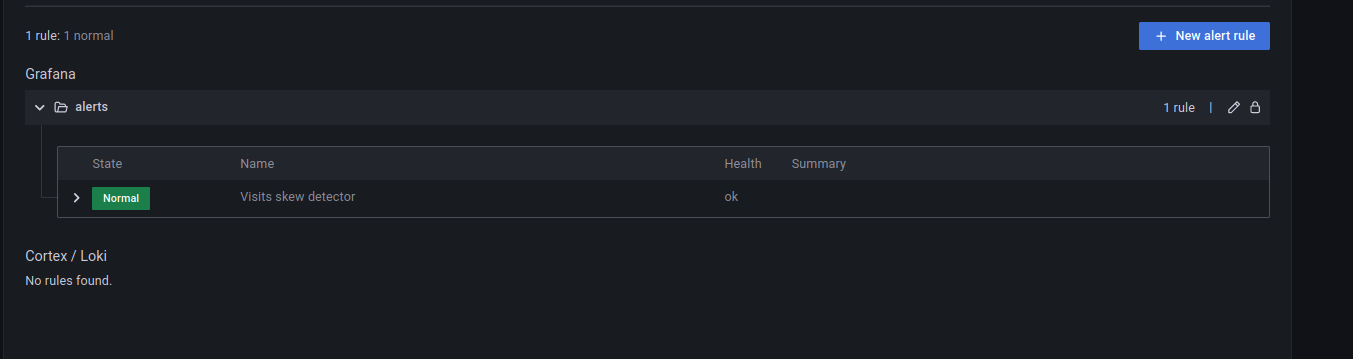 1 rule: 1 normal
+ New alert rule
Grafana
alerts
1 rule |
State Name Health Summary
Normal Visits skew detector ok
Cortex / Loki
No rules found.